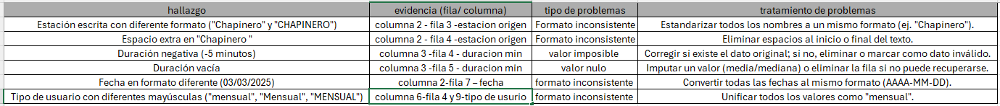 hallazgo evidencia (fila/ columna) tipo de problemas tratamiento de problemas
Estación escrita con diferente formato ("Chapinero" y "CHAPINERO") columna 2 - fila 3 -estacion origen Formato inconsistente Estandarizar todos los nombres a un mismo formato (ej. "Chapinero").
Espacio extra en "Chapinero " columna 2 - fila 4 -estacion origen Formato inconsistente Eliminar espacios al inicio o final del texto.
Duración negativa (-5 minutos) columna 3 -fila 4 - duracion min valor imposible Corregir si existe el dato original; si no, eliminar o marcar como dato inválido.
Duración vacía columna 3 -fila 5 - duracion min valor nulo Imputar un valor (media/mediana) o eliminar la fila si no puede recuperarse.
Fecha en formato diferente (03/03/2025) columna 2-fila 7 – fecha formato inconsistente Convertir todas las fechas al mismo formato (AAAA-MM-DD).
Tipo de usuario con diferentes mayúsculas ("mensual", "Mensual", "MENSUAL") columna 6-fila 4 y 9-tipo de usurio formato inconsistente Unificar todos los valores como "mensual".